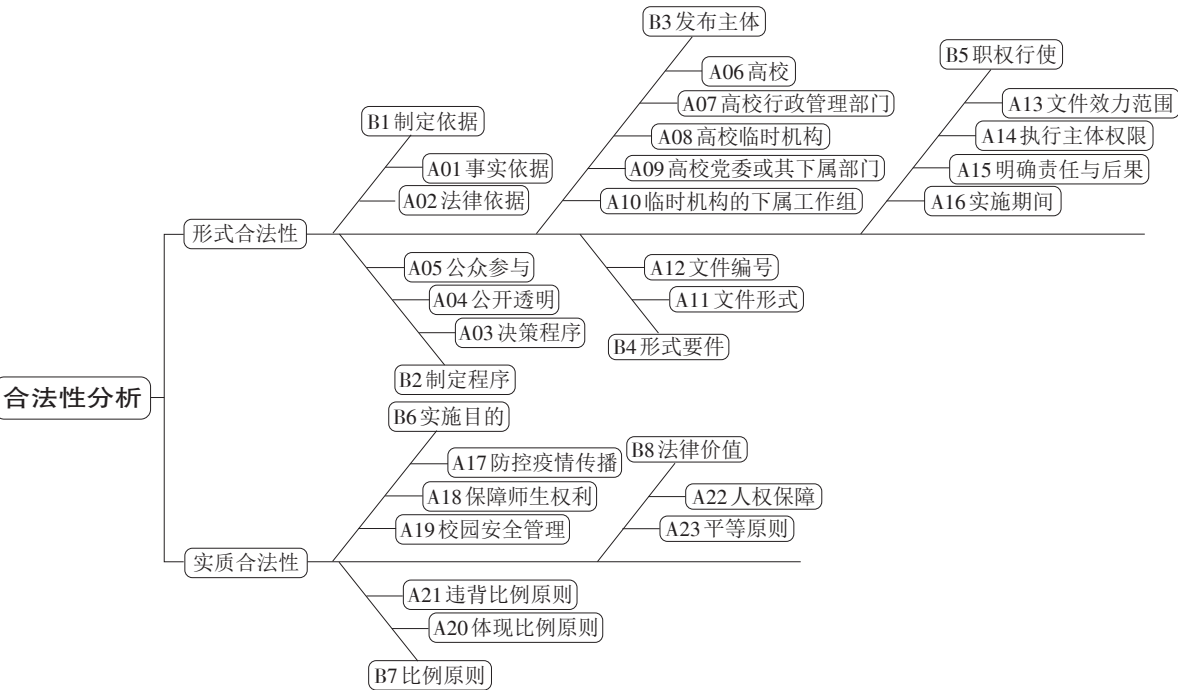 B3发布主体
A06高校
A07高校行政管理部门
A08高校临时机构
A09高校党委或其下属部门
A10临时机构的下属工作组
B5职权行使
A13文件效力范围
A14执行主体权限
A15明确责任与后果
A16实施期间
B1制定依据
A01事实依据
A02法律依据
形式合法性
A05公众参与
A04公开透明
A03决策程序
B2制定程序
A12文件编号
A11文件形式
B4形式要件
合法性分析
B6实施目的
A17防控疫情传播
A18保障师生权利
A19校园安全管理
B8法律价值
A22人权保障
A23平等原则
实质合法性
A21违背比例原则
A20体现比例原则
B7比例原则